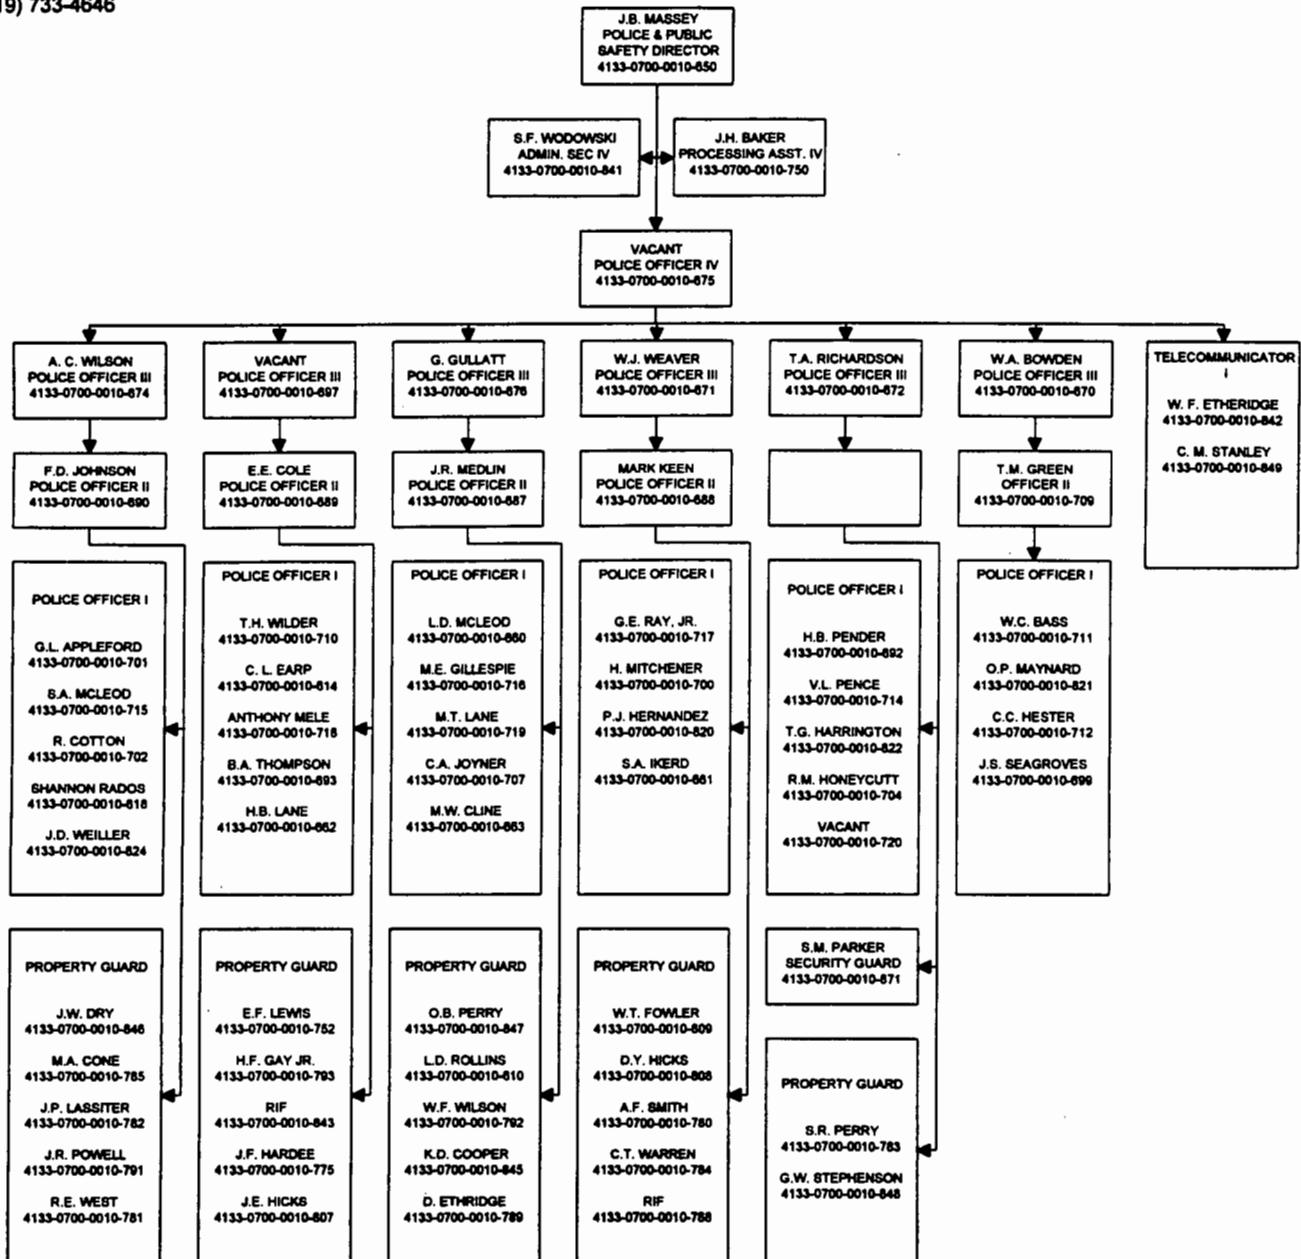 19) 733-4646
J.B. MASSEY
POLICE & PUBLIC
SAFETY DIRECTOR
4133-0700-0010-650
S.F. WODOWSKI
ADMIN. SEC IV
4133-0700-0010-841
J.H. BAKER
PROCESSING ASST. IV
4133-0700-0010-750
VACANT
POLICE OFFICER IV
4133-0700-0010-675
A. C. WILSON
POLICE OFFICER III
4133-0700-0010-674
VACANT
POLICE OFFICER III
4133-0700-0010-697
G. GULLATT
POLICE OFFICER III
4133-0700-0010-676
W.J. WEAVER
POLICE OFFICER III
4133-0700-0010-671
T.A. RICHARDSON
POLICE OFFICER III
4133-0700-0010-672
W.A. BOWDEN
POLICE OFFICER III
4133-0700-0010-670
TELECOMMUNICATOR
I
W. F. ETHERIDGE
4133-0700-0010-842
C. M. STANLEY
4133-0700-0010-849
F.D. JOHNSON
POLICE OFFICER II
4133-0700-0010-690
E.E. COLE
POLICE OFFICER II
4133-0700-0010-689
J.R. MEDLIN
POLICE OFFICER II
4133-0700-0010-687
MARK KEEN
POLICE OFFICER II
4133-0700-0010-688
T.M. GREEN
OFFICER II
4133-0700-0010-709
POLICE OFFICER I
G.L. APPLEFORD
4133-0700-0010-701
S.A. MCLEOD
4133-0700-0010-715
R. COTTON
4133-0700-0010-702
SHANNON RADOS
4133-0700-0010-818
J.D. WEILLER
4133-0700-0010-824
POLICE OFFICER I
T.H. WILDER
4133-0700-0010-710
C. L. EARP
4133-0700-0010-614
ANTHONY MELE
4133-0700-0010-718
B.A. THOMPSON
4133-0700-0010-693
H.B. LANE
4133-0700-0010-662
POLICE OFFICER I
L.D. MCLEOD
4133-0700-0010-660
M.E. GILLESPIE
4133-0700-0010-716
M.T. LANE
4133-0700-0010-719
C.A. JOYNER
4133-0700-0010-707
M.W. CLINE
4133-0700-0010-663
POLICE OFFICER I
G.E. RAY, JR.
4133-0700-0010-717
H. MITCHENER
4133-0700-0010-700
P.J. HERNANDEZ
4133-0700-0010-820
S.A. IKERD
4133-0700-0010-661
POLICE OFFICER I
H.B. PENDER
4133-0700-0010-692
V.L. PENCE
4133-0700-0010-714
T.G. HARRINGTON
4133-0700-0010-822
R.M. HONEYCUTT
4133-0700-0010-704
VACANT
4133-0700-0010-720
POLICE OFFICER I
W.C. BASS
4133-0700-0010-711
O.P. MAYNARD
4133-0700-0010-821
C.C. HESTER
4133-0700-0010-712
J.S. SEAGROVES
4133-0700-0010-699
PROPERTY GUARD
J.W. DRY
4133-0700-0010-846
M.A. CONE
4133-0700-0010-785
J.P. LASSITER
4133-0700-0010-782
J.R. POWELL
4133-0700-0010-791
R.E. WEST
4133-0700-0010-781
PROPERTY GUARD
E.F. LEWIS
4133-0700-0010-752
H.F. GAY JR.
4133-0700-0010-793
RIF
4133-0700-0010-843
J.F. HARDEE
4133-0700-0010-775
J.E. HICKS
4133-0700-0010-807
PROPERTY GUARD
O.B. PERRY
4133-0700-0010-847
L.D. ROLLINS
4133-0700-0010-810
W.F. WILSON
4133-0700-0010-792
K.D. COOPER
4133-0700-0010-845
D. ETHRIDGE
4133-0700-0010-789
PROPERTY GUARD
W.T. FOWLER
4133-0700-0010-809
D.Y. HICKS
4133-0700-0010-808
A.F. SMITH
4133-0700-0010-780
C.T. WARREN
4133-0700-0010-784
RIF
4133-0700-0010-788
S.M. PARKER
SECURITY GUARD
4133-0700-0010-871
PROPERTY GUARD
S.R. PERRY
4133-0700-0010-783
G.W. STEPHENSON
4133-0700-0010-848